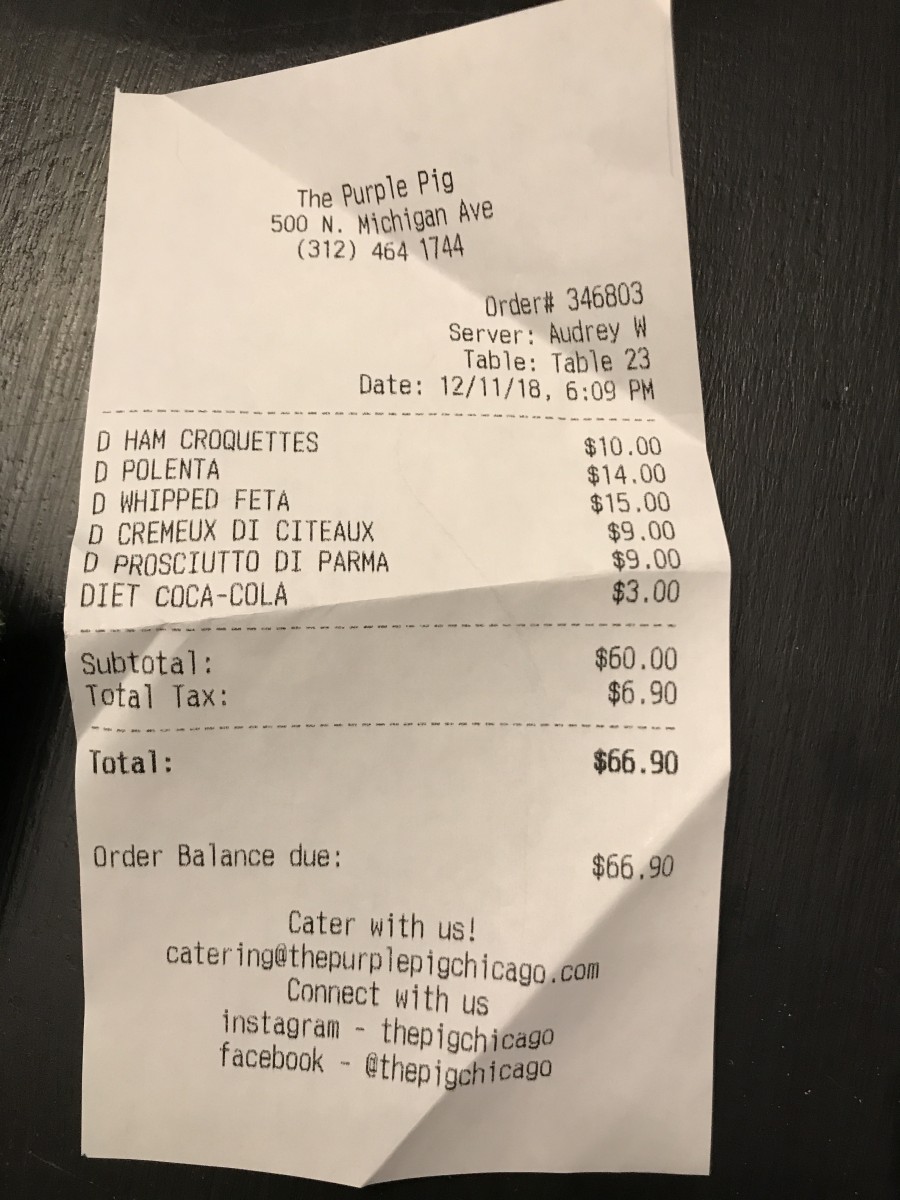 The Purple Pig
500 N. Michigan Ave
(312) 464 1744
Order# 346803
Server: Audrey W
Table: Table 23
Date: 12/11/18, 6:09 PM
D HAM CROQUETTES $10.00
D POLENTA $14.00
D WHIPPED FETA $15.00
D CREMEUX DI CITEAUX $9.00
D PROSCIUTTO DI PARMA $9.00
DIET COCA-COLA $3.00
Subtotal: $60.00
Total Tax: $6.90
Total: $66.90
Order Balance due: $66.90
Cater with us!
catering@thepurplepigchicago.com
Connect with us
instagram - thepigchicago
facebook - @thepigchicago